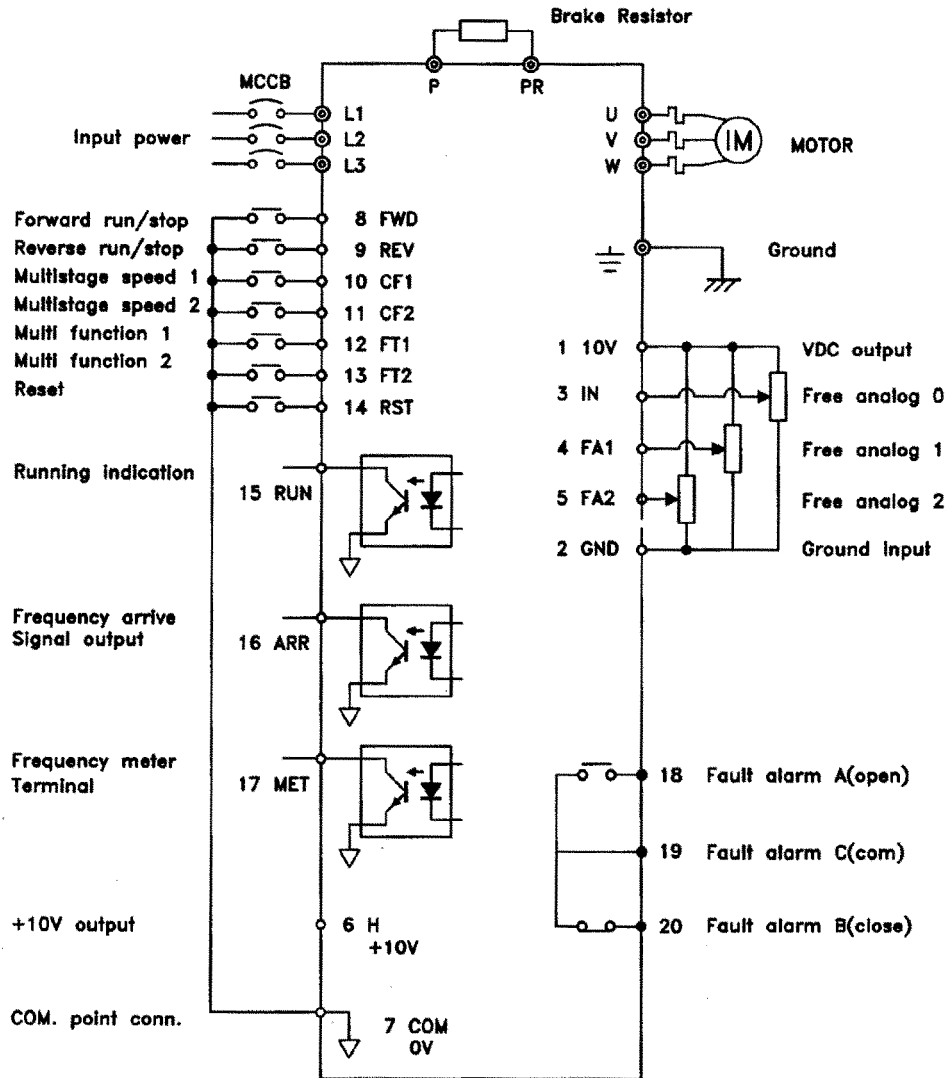 Brake Resistor
P PR
MCCB
Input power
L1
L2
L3
U
V
W
IM
MOTOR
Forward run/stop 8 FWD
Reverse run/stop 9 REV
Multistage speed 1 10 CF1
Multistage speed 2 11 CF2
Multi function 1 12 FT1
Multi function 2 13 FT2
Reset 14 RST
Ground
1 10V VDC output
3 IN Free analog 0
4 FA1 Free analog 1
5 FA2 Free analog 2
2 GND Ground Input
Running indication
15 RUN
Frequency arrive
Signal output
16 ARR
Frequency meter
Terminal
17 MET
18 Fault alarm A(open)
19 Fault alarm C(com)
20 Fault alarm B(close)
+10V output 6 H
+10V
COM. point conn. 7 COM
0V